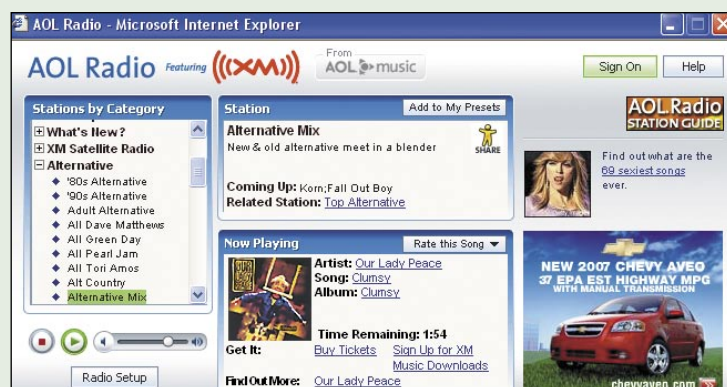 AOL Radio - Microsoft Internet Explorer
AOL Radio Featuring ((XM)) From
AOL music
Sign On Help
Stations by Category
What's New?
XM Satellite Radio
Alternative
'80s Alternative
'90s Alternative
Adult Alternative
All Dave Matthews
All Green Day
All Pearl Jam
All Tori Amos
Alt Country
Alternative Mix
Radio Setup
Station Add to My Presets
Alternative Mix
New & old alternative meet in a blender
SHARE
Coming Up: Korn;Fall Out Boy
Related Station: Top Alternative
Now Playing Rate this Song
Artist: Our Lady Peace
Song: Clumsy
Album: Clumsy
Time Remaining: 1:54
Get It: Buy Tickets Sign Up for XM
Music Downloads
Find Out More: Our Lady Peace
AOL Radio
STATION GUIDE
Find out what are the
69 sexiest songs
ever.
CHEVROLET
NEW 2007 CHEVY AVEO
37 EPA EST HIGHWAY MPG
WITH MANUAL TRANSMISSION
chevyaveo.com